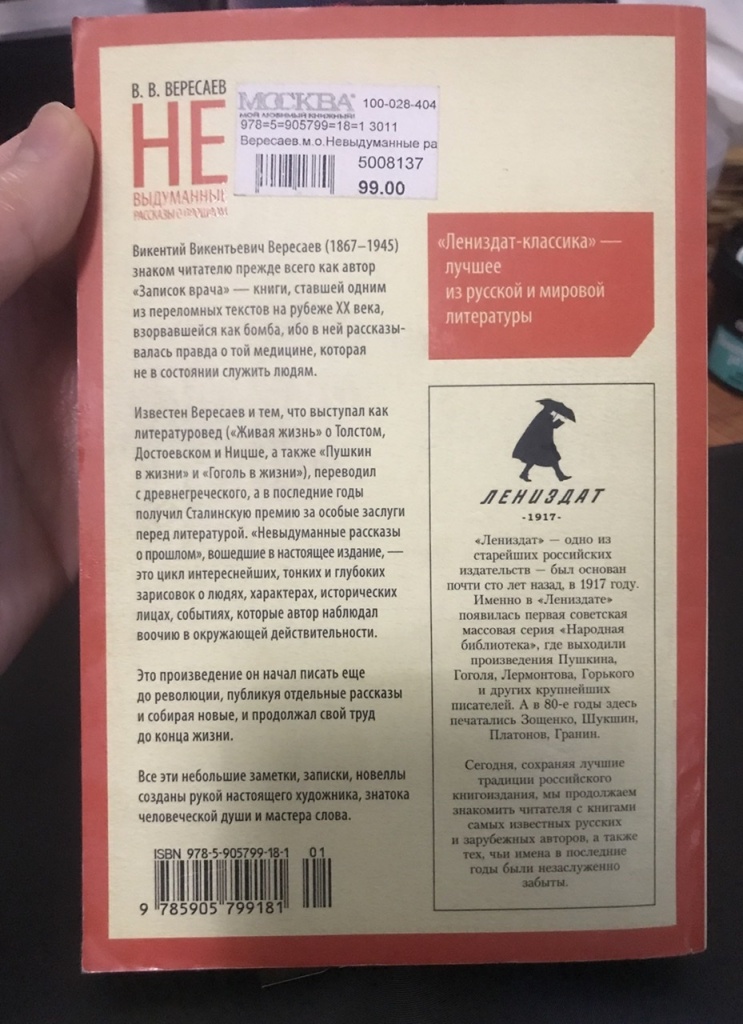 В. В. ВЕРЕСАЕВ
НЕ
ВЫДУМАННЫЕ
РАССКАЗЫ О ПРОШЛОМ
МОСКВА
МОЙ ЛЮБИМЫЙ КНИЖНЫЙ
100-028-404
978=5=905799=18=1 3011
Вересаев.м.о.Невыдуманные ра
5008137
99.00
Викентий Викентьевич Вересаев (1867–1945)
знаком читателю прежде всего как автор
«Записок врача» — книги, ставшей одним
из переломных текстов на рубеже XX века,
взорвавшейся как бомба, ибо в ней рассказы-
валась правда о той медицине, которая
не в состоянии служить людям.
Известен Вересаев и тем, что выступал как
литературовед («Живая жизнь» о Толстом,
Достоевском и Ницше, а также «Пушкин
в жизни» и «Гоголь в жизни»), переводил
с древнегреческого, а в последние годы
получил Сталинскую премию за особые заслуги
перед литературой. «Невыдуманные рассказы
о прошлом», вошедшие в настоящее издание, —
это цикл интереснейших, тонких и глубоких
зарисовок о людях, характерах, исторических
лицах, событиях, которые автор наблюдал
воочию в окружающей действительности.
Это произведение он начал писать еще
до революции, публикуя отдельные рассказы
и собирая новые, и продолжал свой труд
до конца жизни.
Все эти небольшие заметки, записки, новеллы
созданы рукой настоящего художника, знатока
человеческой души и мастера слова.
ISBN 978-5-905799-18-1
01
9 785905 799181
«Лениздат-классика» —
лучшее
из русской и мировой
литературы
ЛЕНИЗДАТ
-1917-
«Лениздат» — одно из
старейших российских
издательств — был основан
почти сто лет назад, в 1917 году.
Именно в «Лениздате»
появилась первая советская
массовая серия «Народная
библиотека», где выходили
произведения Пушкина,
Гоголя, Лермонтова, Горького
и других крупнейших
писателей. А в 80-е годы здесь
печатались Зощенко, Шукшин,
Платонов, Гранин.
Сегодня, сохраняя лучшие
традиции российского
книгоиздания, мы продолжаем
знакомить читателя с книгами
самых известных русских
и зарубежных авторов, а также
тех, чьи имена в последние
годы были незаслуженно
забыты.